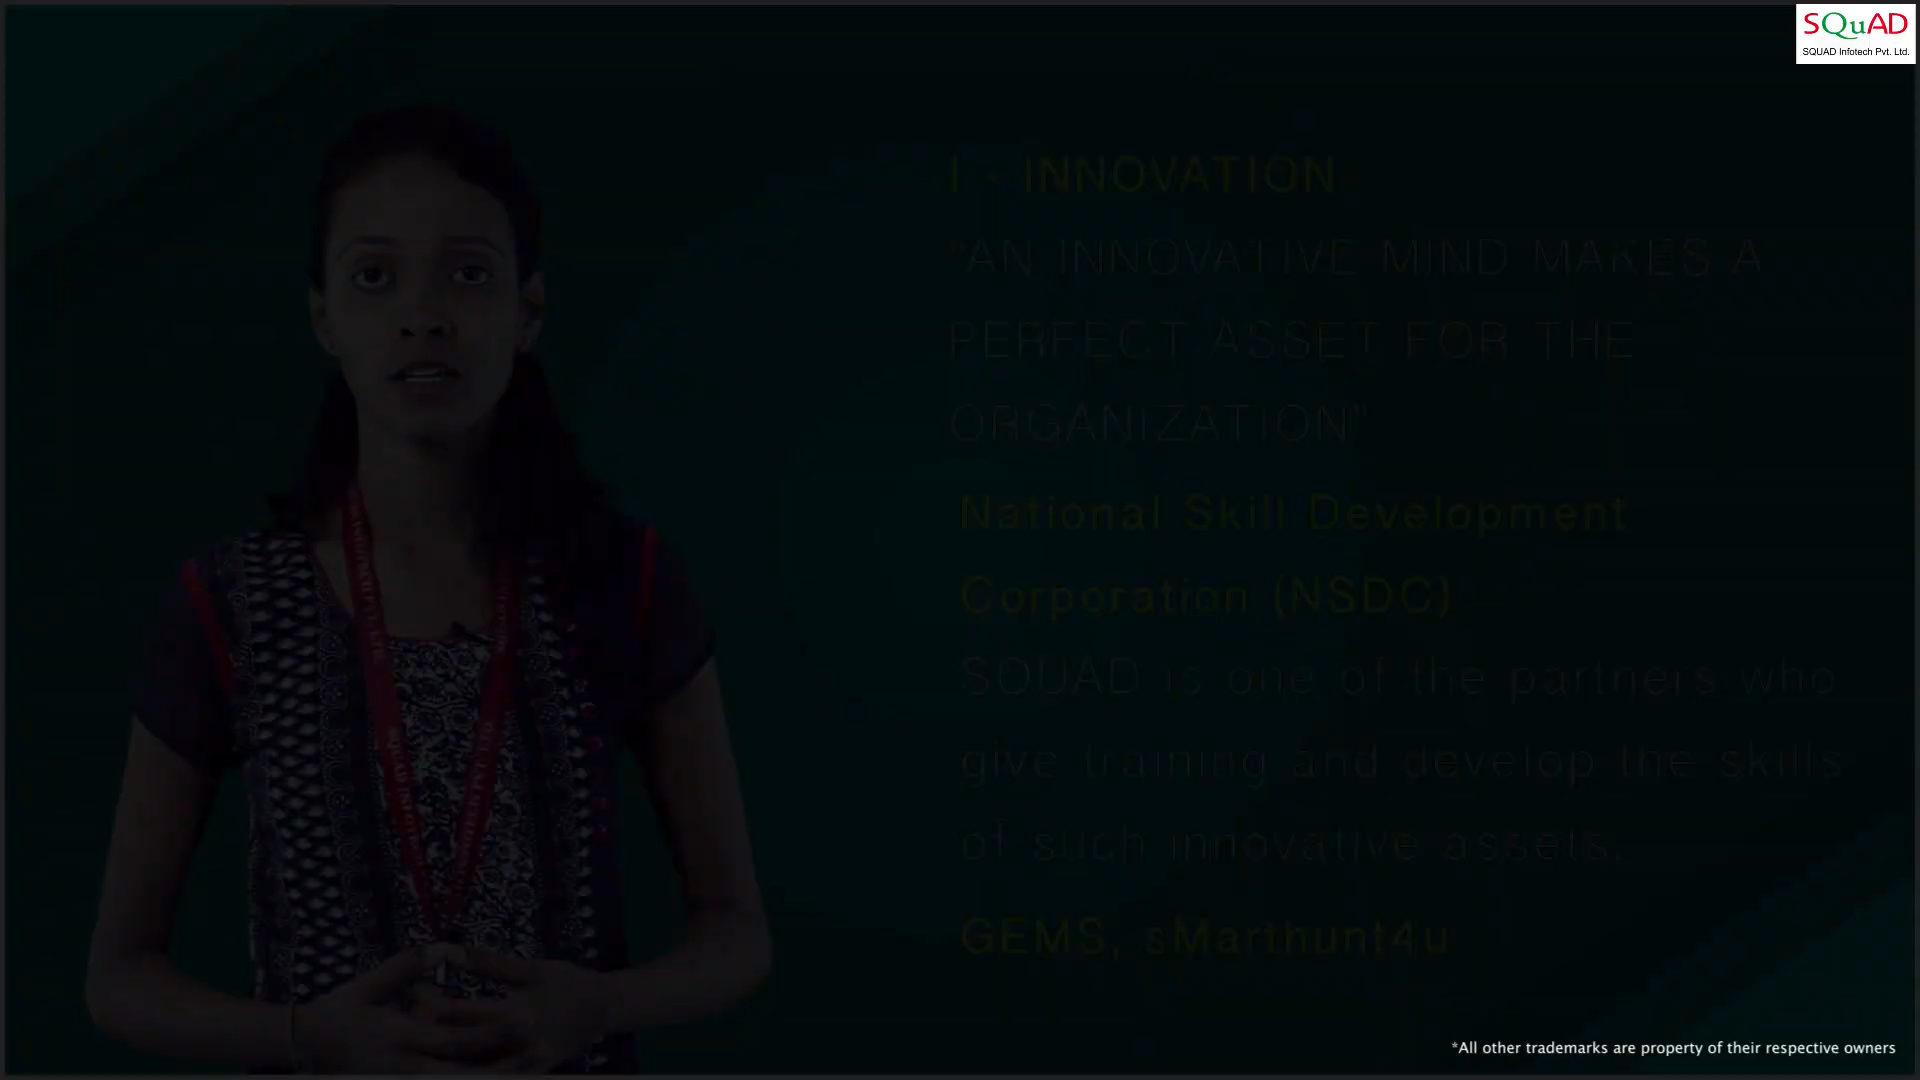 SQuAD
SQUAD Infotech Pvt. Ltd.
I - INNOVATION
"AN INNOVATIVE MIND MAKES A
PERFECT ASSET FOR THE
ORGANIZATION"
National Skill Development
Corporation (NSDC)
SQUAD is one of the partners who
give training and develop the skills
of such innovative assets.
GEMS, sMarthunt4u
*All other trademarks are property of their respective owners